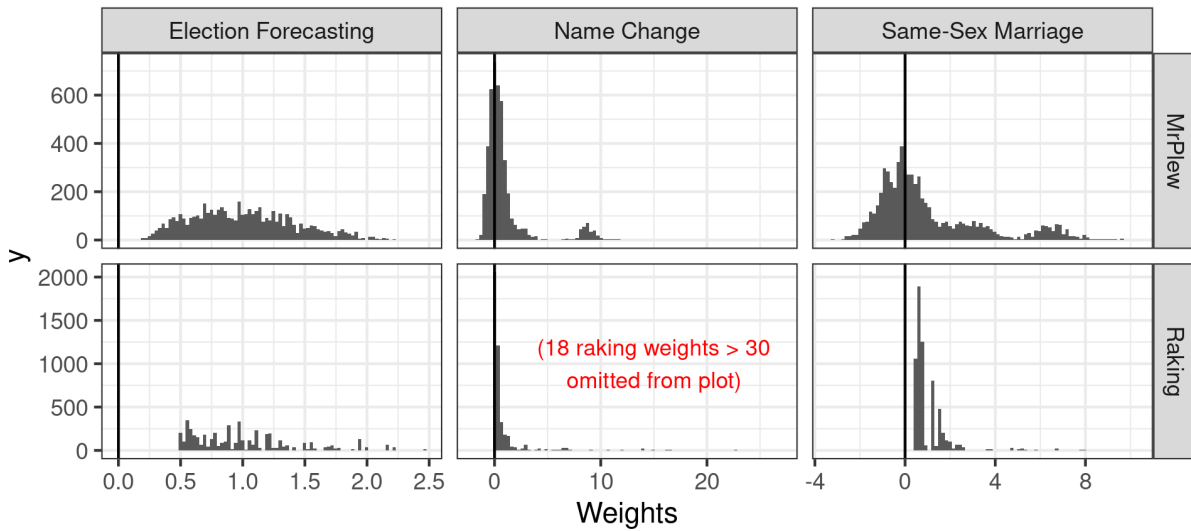 Election Forecasting
Name Change
Same-Sex Marriage
600
400
200
0
MrPlew
y
2000
1500
1000
500
0
(18 raking weights > 30
omitted from plot)
Raking
0.0 0.5 1.0 1.5 2.0 2.5
0 10 20
-4 0 4 8
Weights